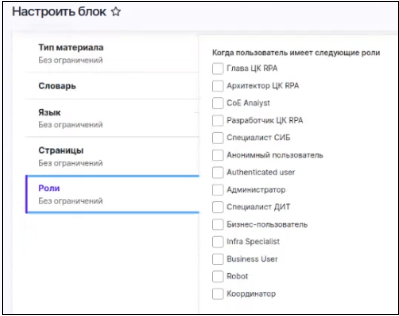 Настроить блок
Тип материала
Без ограничений
Словарь
Язык
Без ограничений
Страницы
Без ограничений
Роли
Без ограничений
Когда пользователь имеет следующие роли
Глава ЦК RPA
Архитектор ЦК RPA
CoE Analyst
Разработчик ЦК RPA
Специалист СИБ
Анонимный пользователь
Authenticated user
Администратор
Специалист ДИТ
Бизнес-пользователь
Infra Specialist
Business User
Robot
Координатор